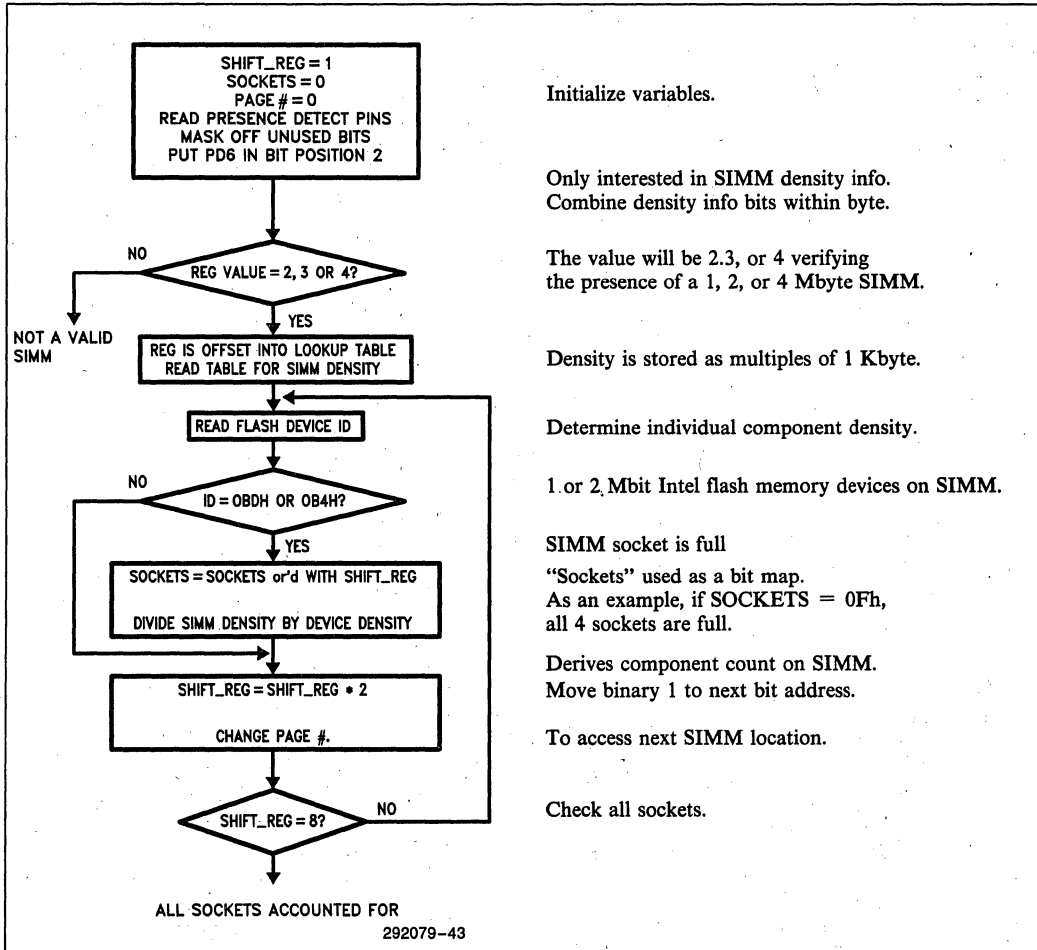 SHIFT_REG = 1
SOCKETS = 0
PAGE # = 0
READ PRESENCE DETECT PINS
MASK OFF UNUSED BITS
PUT PD6 IN BIT POSITION 2
Initialize variables.
Only interested in SIMM density info.
Combine density info bits within byte.
NO
REG VALUE = 2, 3 OR 4?
The value will be 2.3, or 4 verifying
the presence of a 1, 2, or 4 Mbyte SIMM.
YES
NOT A VALID
SIMM
REG IS OFFSET INTO LOOKUP TABLE
READ TABLE FOR SIMM DENSITY
Density is stored as multiples of 1 Kbyte.
READ FLASH DEVICE ID
Determine individual component density.
NO
ID = 0BDH OR 0B4H?
1 or 2 Mbit Intel flash memory devices on SIMM.
YES
SIMM socket is full
SOCKETS = SOCKETS or'd WITH SHIFT_REG
DIVIDE SIMM DENSITY BY DEVICE DENSITY
"Sockets" used as a bit map.
As an example, if SOCKETS = 0Fh,
all 4 sockets are full.
Derives component count on SIMM.
SHIFT_REG = SHIFT_REG * 2
Move binary 1 to next bit address.
CHANGE PAGE #.
To access next SIMM location.
SHIFT_REG = 8?
NO
Check all sockets.
ALL SOCKETS ACCOUNTED FOR
292079-43